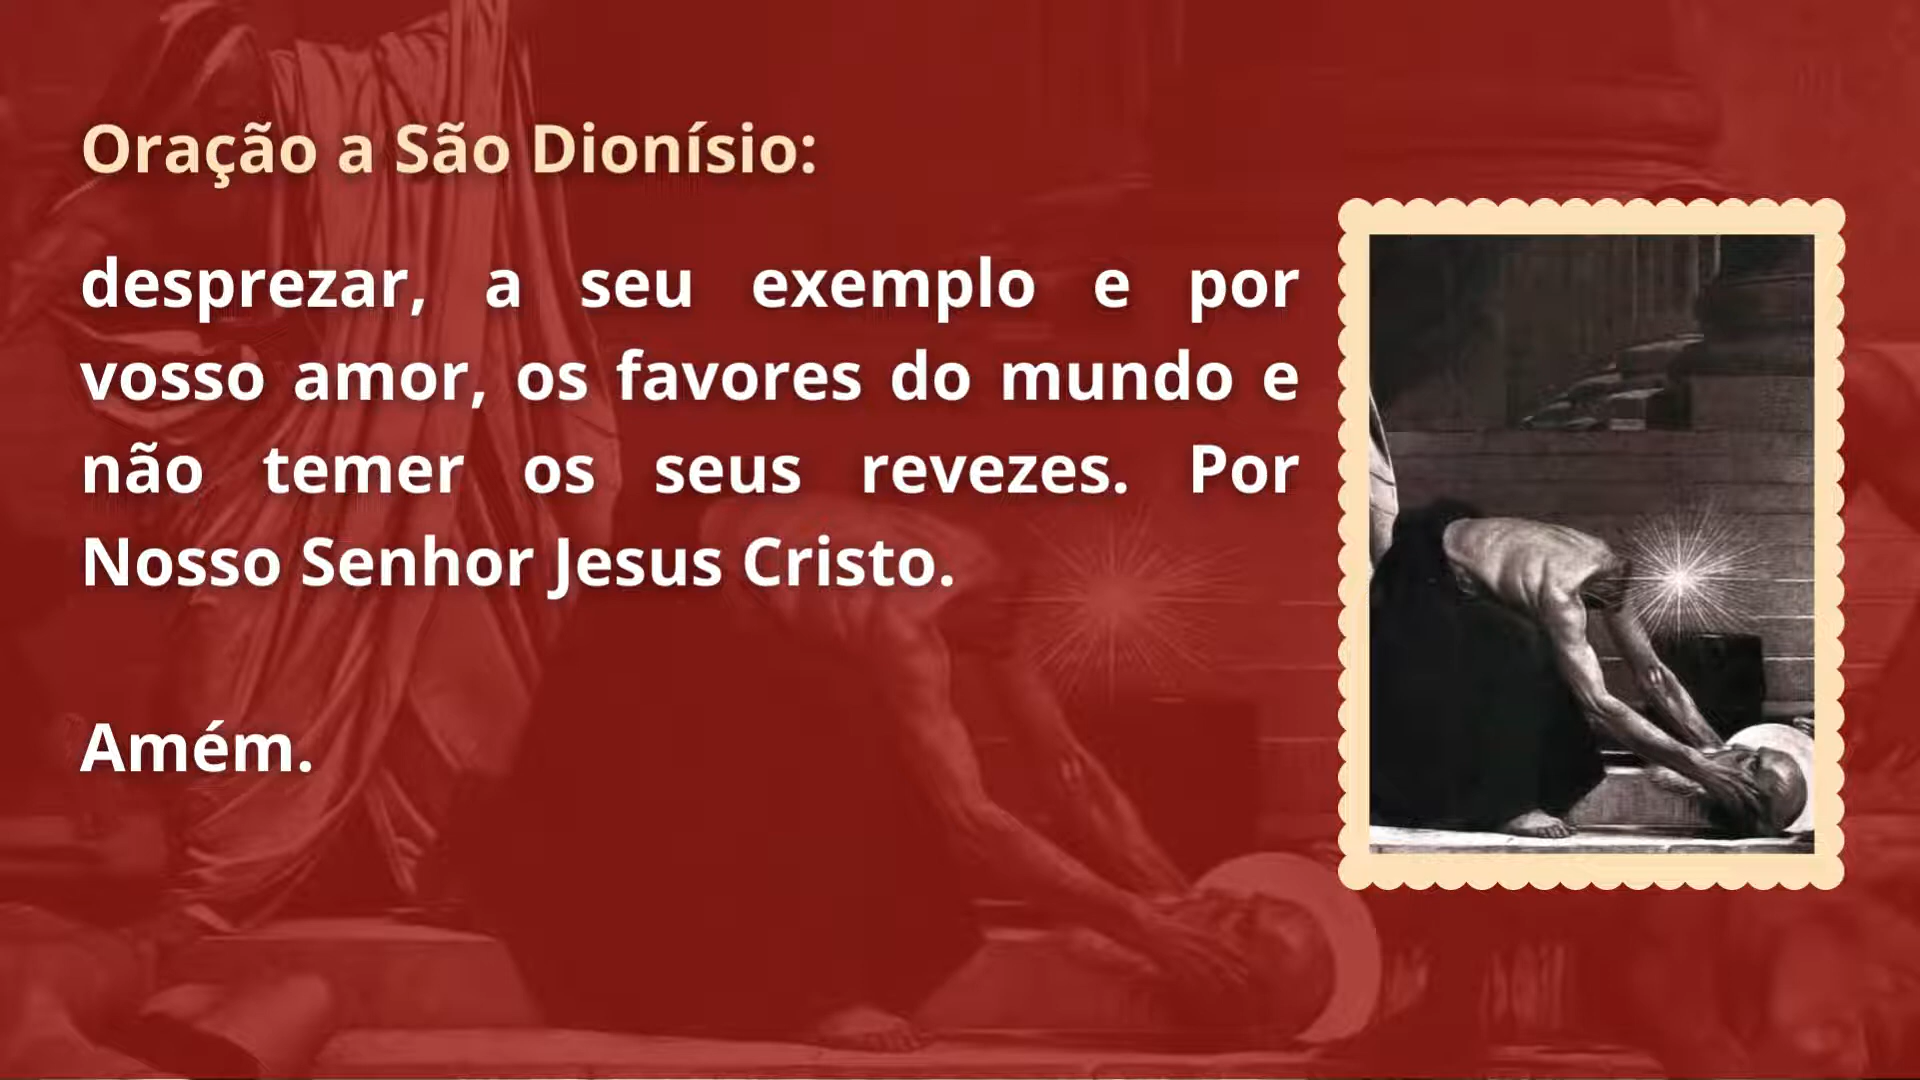 Oração a São Dionísio:
desprezar, a seu exemplo e por
vosso amor, os favores do mundo e
não temer os seus revezes. Por
Nosso Senhor Jesus Cristo.
Amém.